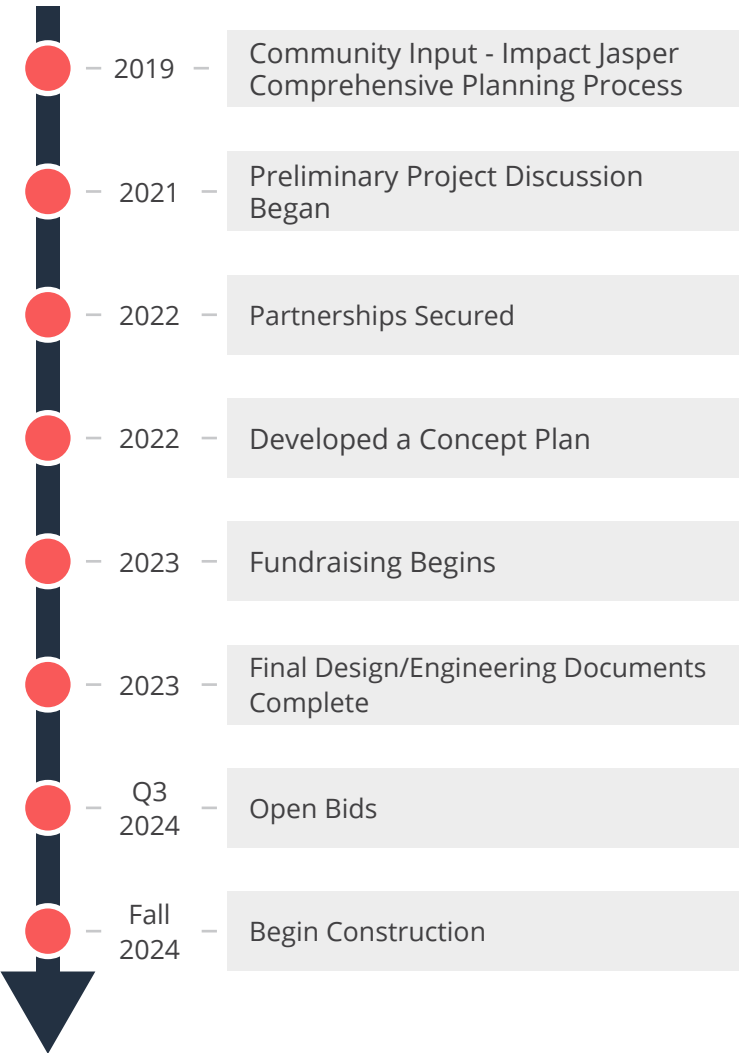 2019
Community Input - Impact Jasper
Comprehensive Planning Process
2021
Preliminary Project Discussion
Began
2022
Partnerships Secured
2022
Developed a Concept Plan
2023
Fundraising Begins
2023
Final Design/Engineering Documents
Complete
Q3
2024
Open Bids
Fall
2024
Begin Construction